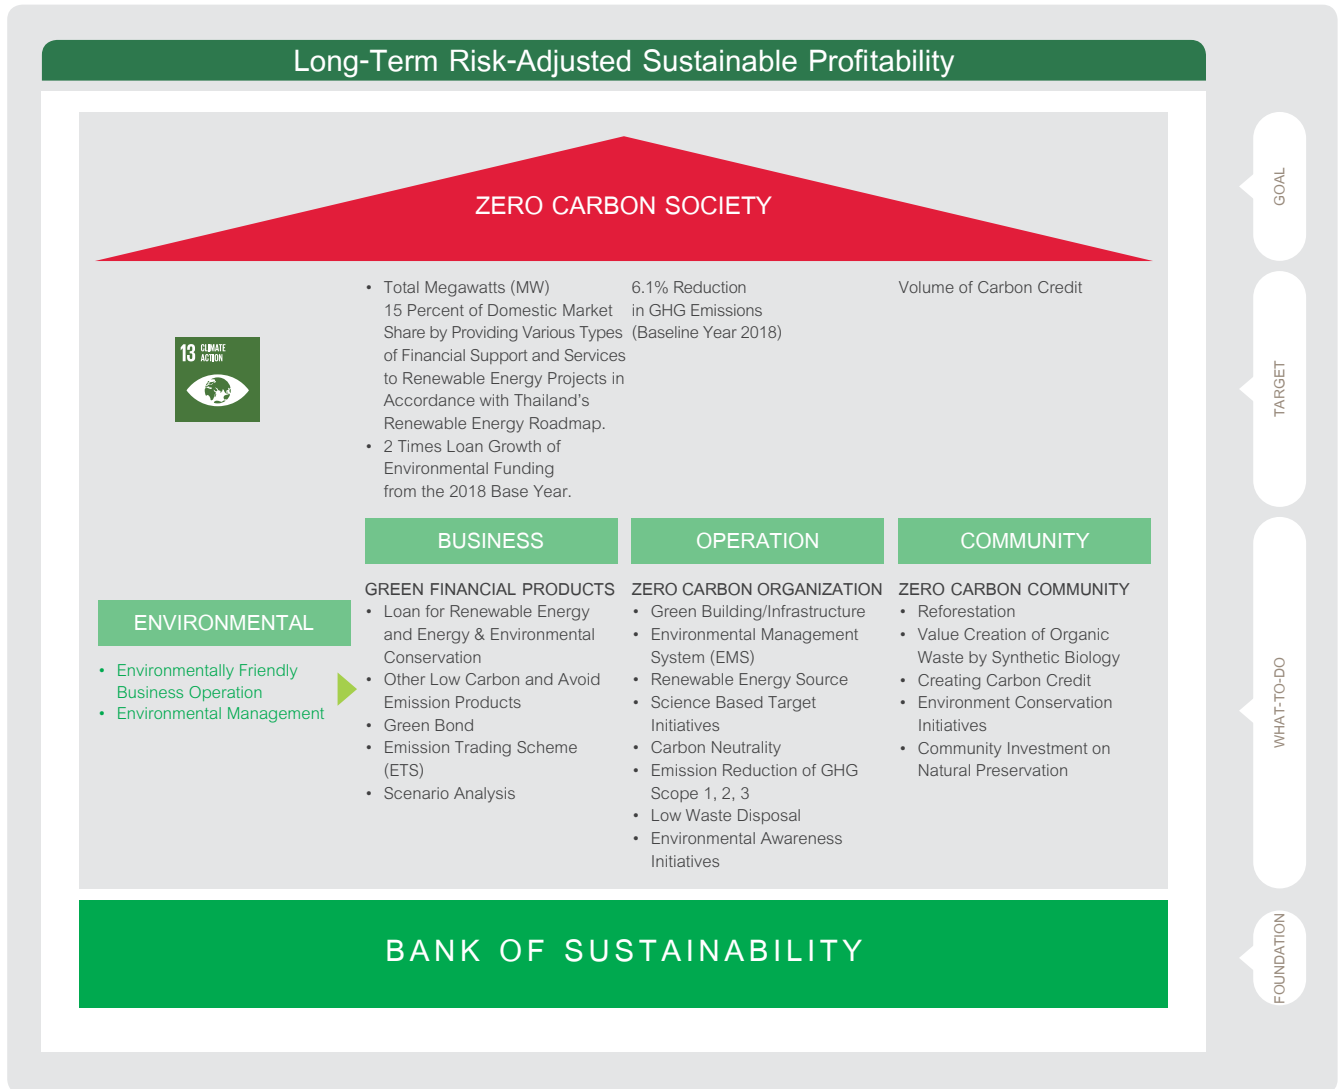 Long-Term Risk-Adjusted Sustainable Profitability
ZERO CARBON SOCIETY
GOAL
13 CLIMATE
ACTION
• Total Megawatts (MW)
15 Percent of Domestic Market
Share by Providing Various Types
of Financial Support and Services
to Renewable Energy Projects in
Accordance with Thailand's
Renewable Energy Roadmap.
• 2 Times Loan Growth of
Environmental Funding
from the 2018 Base Year.
6.1% Reduction
in GHG Emissions
(Baseline Year 2018)
Volume of Carbon Credit
TARGET
ENVIRONMENTAL
• Environmentally Friendly
Business Operation
• Environmental Management
BUSINESS
GREEN FINANCIAL PRODUCTS
• Loan for Renewable Energy
and Energy & Environmental
Conservation
• Other Low Carbon and Avoid
Emission Products
• Green Bond
• Emission Trading Scheme
(ETS)
• Scenario Analysis
OPERATION
ZERO CARBON ORGANIZATION
• Green Building/Infrastructure
• Environmental Management
System (EMS)
• Renewable Energy Source
• Science Based Target
Initiatives
• Carbon Neutrality
• Emission Reduction of GHG
Scope 1, 2, 3
• Low Waste Disposal
• Environmental Awareness
Initiatives
COMMUNITY
ZERO CARBON COMMUNITY
• Reforestation
• Value Creation of Organic
Waste by Synthetic Biology
• Creating Carbon Credit
• Environment Conservation
Initiatives
• Community Investment on
Natural Preservation
WHAT-TO-DO
BANK OF SUSTAINABILITY
FOUNDATION